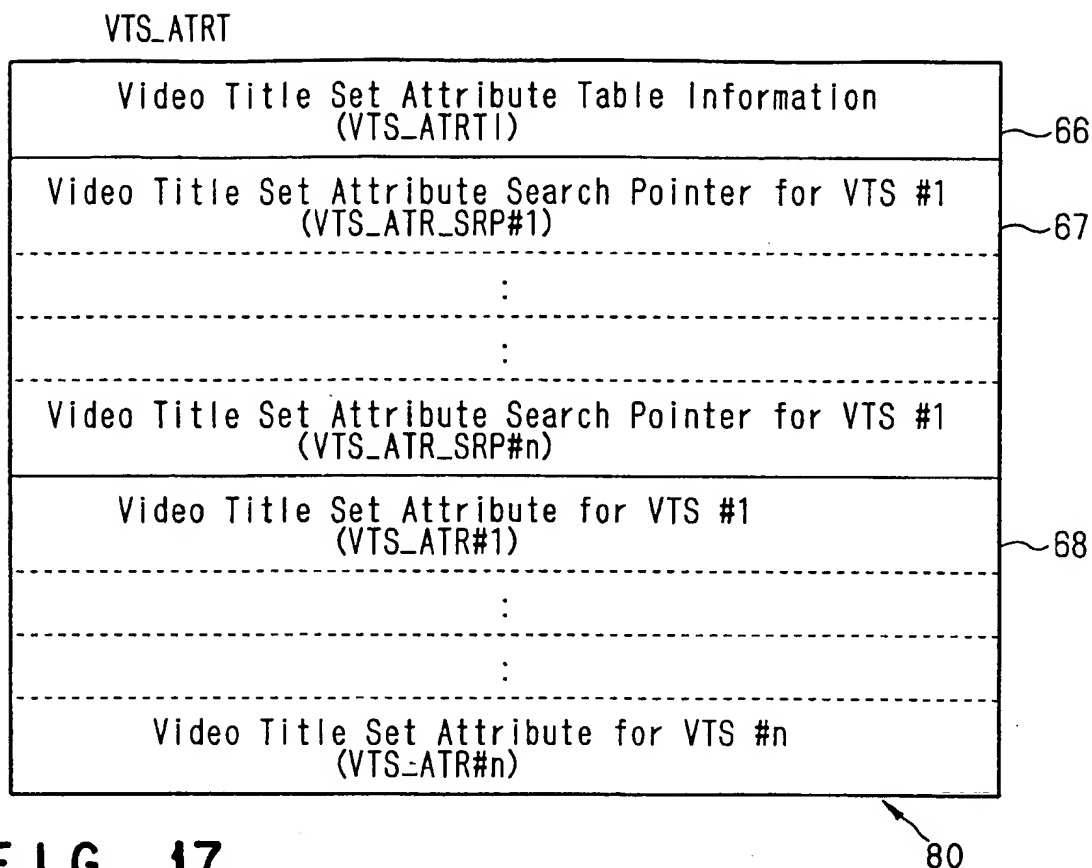 VTS_ATRT
Video Title Set Attribute Table Information
(VTS_ATRTI)
66
Video Title Set Attribute Search Pointer for VTS #1
(VTS_ATR_SRP#1)
67
:
:
Video Title Set Attribute Search Pointer for VTS #1
(VTS_ATR_SRP#n)
Video Title Set Attribute for VTS #1
(VTS_ATR#1)
68
:
:
Video Title Set Attribute for VTS #n
(VTS_ATR#n)
80
FIG. 17